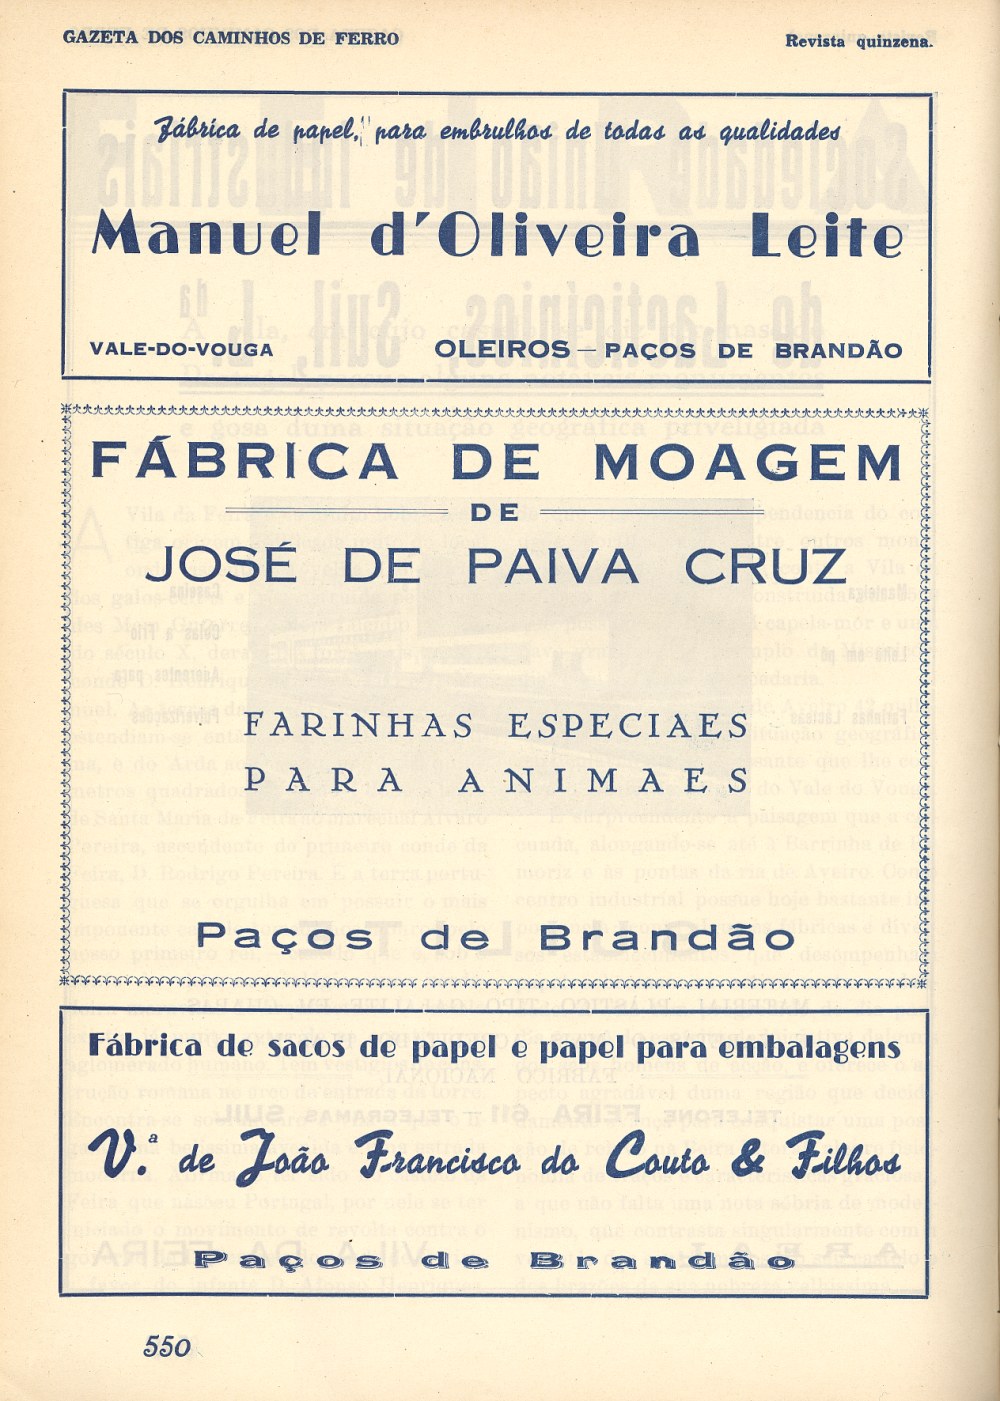 GAZETA DOS CAMINHOS DE FERRO
Revista quinzena.
Fábrica de papel, para embrulhos de todas as qualidades
Manuel d'Oliveira Leite
VALE-DO-VOUGA
OLEIROS — PAÇOS DE BRANDÃO
FÁBRICA DE MOAGEM
DE
JOSÉ DE PAIVA CRUZ
FARINHAS ESPECIAES
PARA ANIMAES
Paços de Brandão
Fábrica de sacos de papel e papel para embalagens
V.ª de João Francisco do Couto & Filhos
Paços de Brandão
550